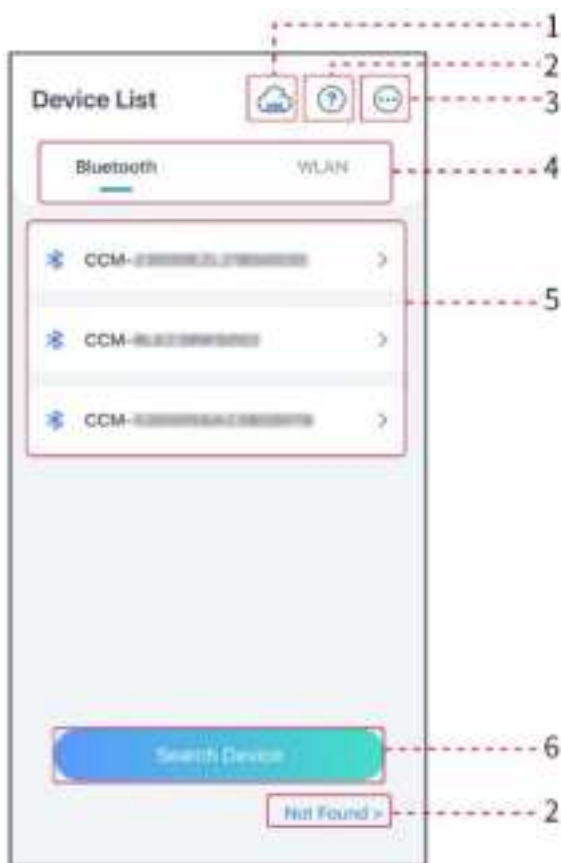 1
2
Device List
3
Bluetooth WLAN
4
CCM-
5
CCM-
CCM-
Search Device
6
Not Found >
2